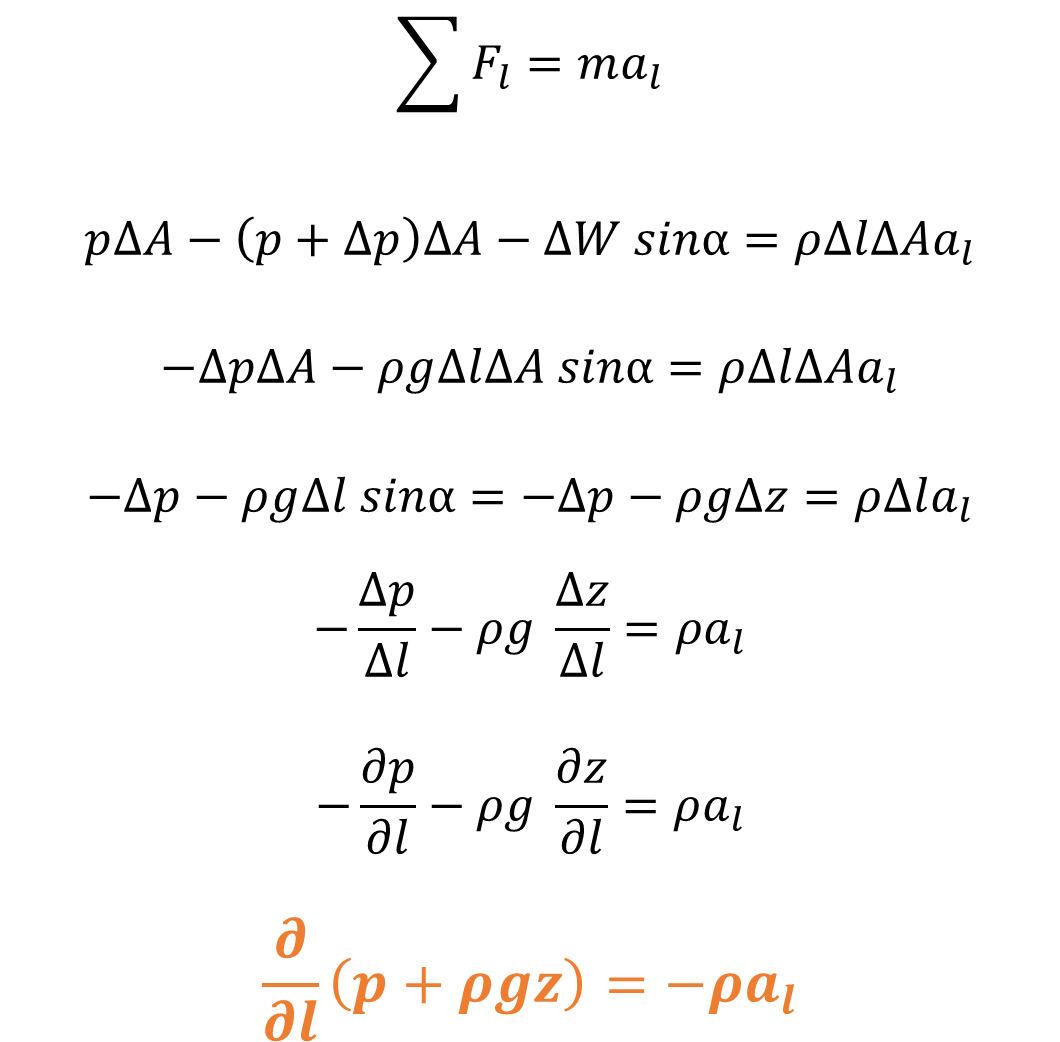 ∑ F_l = ma_l
pΔA − (p + Δp)ΔA − ΔW sinα = ρΔlΔAa_l
−ΔpΔA − ρgΔlΔA sinα = ρΔlΔAa_l
−Δp − ρgΔl sinα = −Δp − ρgΔz = ρΔla_l
−Δp/Δl − ρg Δz/Δl = ρa_l
−∂p/∂l − ρg ∂z/∂l = ρa_l
∂/∂l (p + ρgz) = −ρa_l